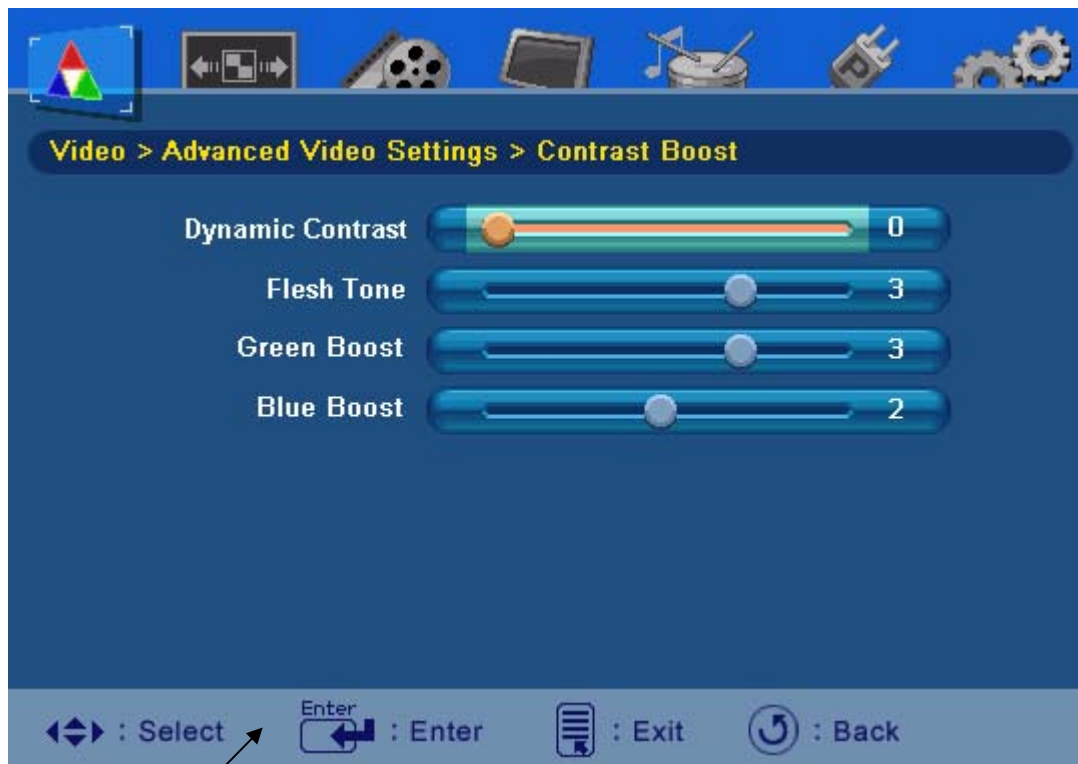 Video > Advanced Video Settings > Contrast Boost
Dynamic Contrast 0
Flesh Tone 3
Green Boost 3
Blue Boost 2
: Select Enter : Enter : Exit : Back